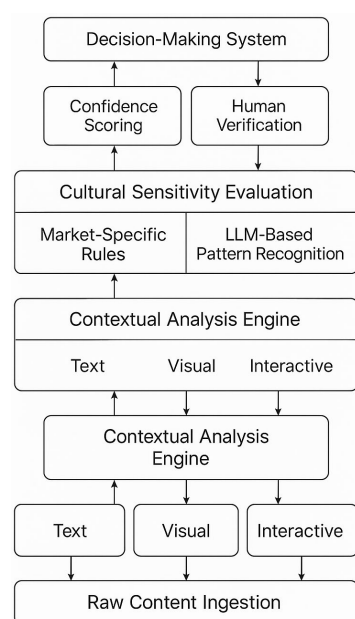 Decision-Making System
Confidence
Scoring
Human
Verification
Cultural Sensitivity Evaluation
Market-Specific
Rules
LLM-Based
Pattern Recognition
Contextual Analysis Engine
Text
Visual
Interactive
Contextual Analysis
Engine
Text
Visual
Interactive
Raw Content Ingestion